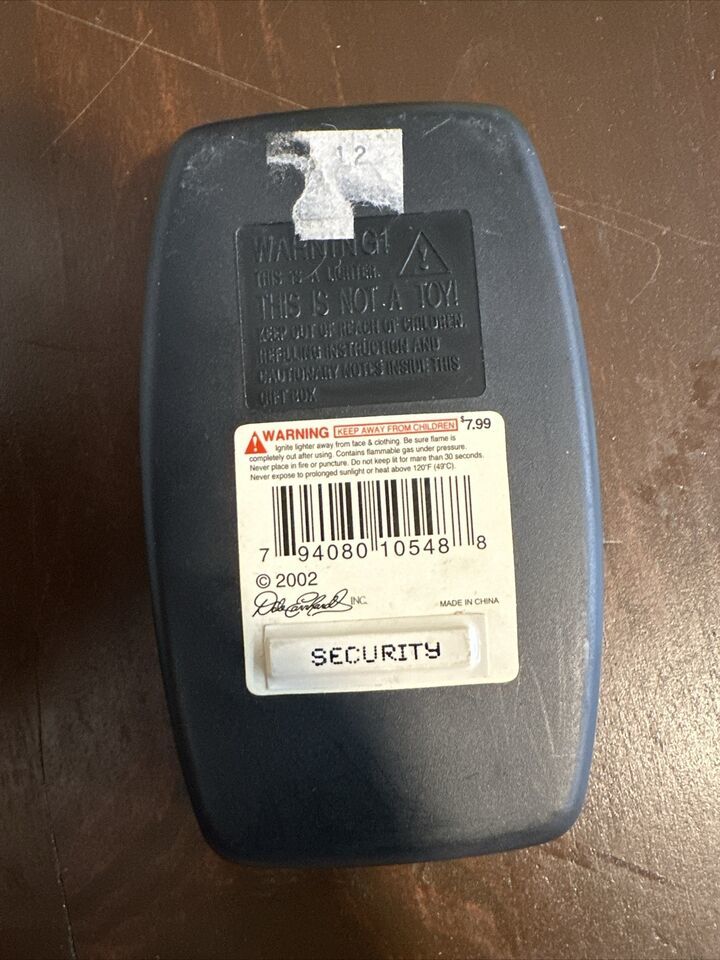 12
WARNING!
THIS IS A LIGHTER.
THIS IS NOT A TOY!
KEEP OUT OF REACH OF CHILDREN.
REFILLING INSTRUCTION AND
CAUTIONARY NOTES INSIDE THIS
GIFT BOX
WARNING KEEP AWAY FROM CHILDREN $7.99
Ignite lighter away from face & clothing. Be sure flame is
completely out after using. Contains flammable gas under pressure.
Never place in fire or puncture. Do not keep lit for more than 30 seconds.
Never expose to prolonged sunlight or heat above 120°F (49°C).
7 94080 10548 8
© 2002
Dale Earnhardt INC.
MADE IN CHINA
SECURITY